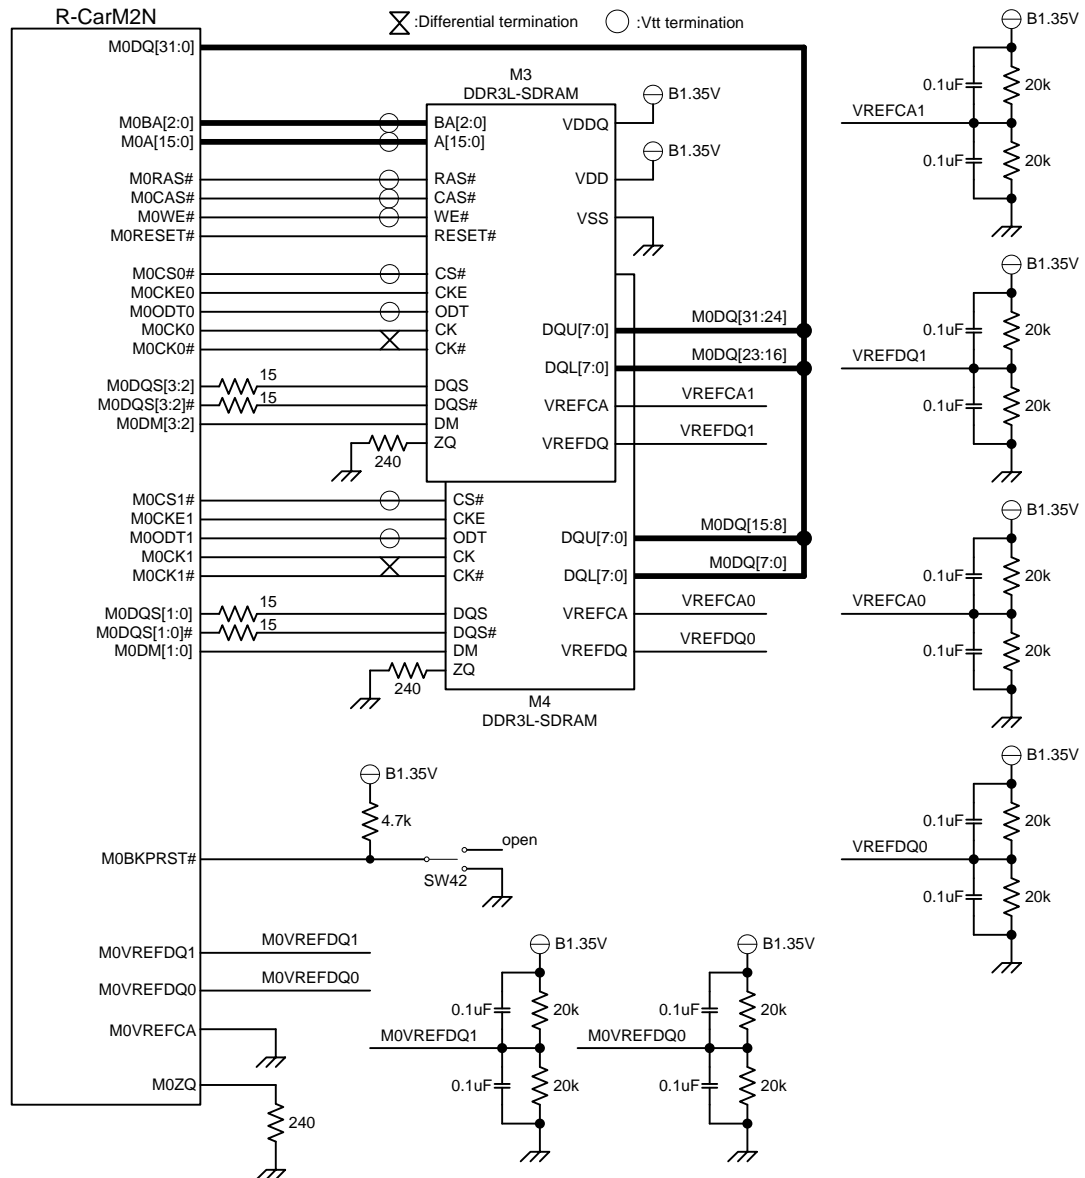 R-CarM2N
:Differential termination
:Vtt termination
M0DQ[31:0]
M3
DDR3L-SDRAM
B1.35V
VDDQ
M0BA[2:0]
BA[2:0]
M0A[15:0]
A[15:0]
B1.35V
M0RAS#
RAS#
VDD
M0CAS#
CAS#
M0WE#
WE#
VSS
M0RESET#
RESET#
M0CS0#
CS#
M0CKE0
CKE
M0ODT0
ODT
M0CK0
CK
DQU[7:0]
M0DQ[31:24]
M0CK0#
CK#
DQL[7:0]
M0DQ[23:16]
M0DQS[3:2]
15
DQS
M0DQS[3:2]#
15
DQS#
VREFCA
VREFCA1
M0DM[3:2]
DM
240
ZQ
VREFDQ
VREFDQ1
M0CS1#
CS#
M0CKE1
CKE
M0ODT1
ODT
DQU[7:0]
M0DQ[15:8]
M0CK1
CK
M0CK1#
CK#
DQL[7:0]
M0DQ[7:0]
M0DQS[1:0]
15
DQS
VREFCA
VREFCA0
M0DQS[1:0]#
15
DQS#
M0DM[1:0]
DM
VREFDQ
VREFDQ0
240
ZQ
M4
DDR3L-SDRAM
B1.35V
4.7k
M0BKPRST#
open
SW42
M0VREFDQ1
M0VREFDQ1
M0VREFDQ0
M0VREFDQ0
M0VREFCA
M0ZQ
240
B1.35V
0.1uF
20k
M0VREFDQ1
0.1uF
20k
B1.35V
0.1uF
20k
M0VREFDQ0
0.1uF
20k
B1.35V
0.1uF
20k
VREFCA1
0.1uF
20k
B1.35V
0.1uF
20k
VREFDQ1
0.1uF
20k
B1.35V
0.1uF
20k
VREFCA0
0.1uF
20k
B1.35V
0.1uF
20k
VREFDQ0
0.1uF
20k